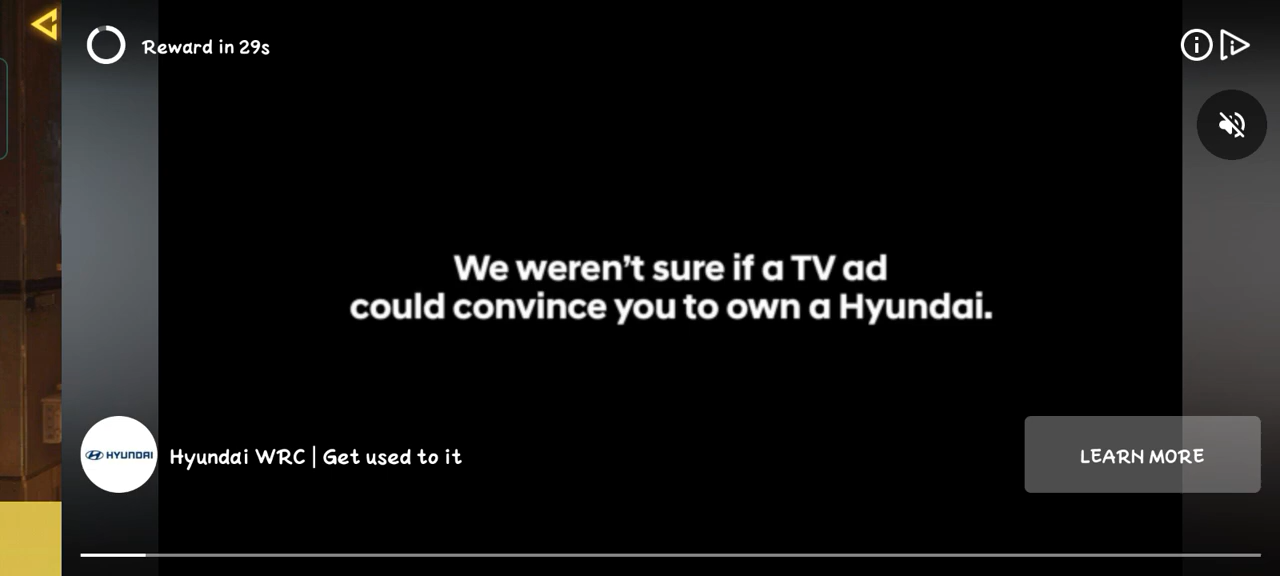 Reward in 29s
We weren't sure if a TV ad
could convince you to own a Hyundai.
HYUNDAI
Hyundai WRC | Get used to it
LEARN MORE